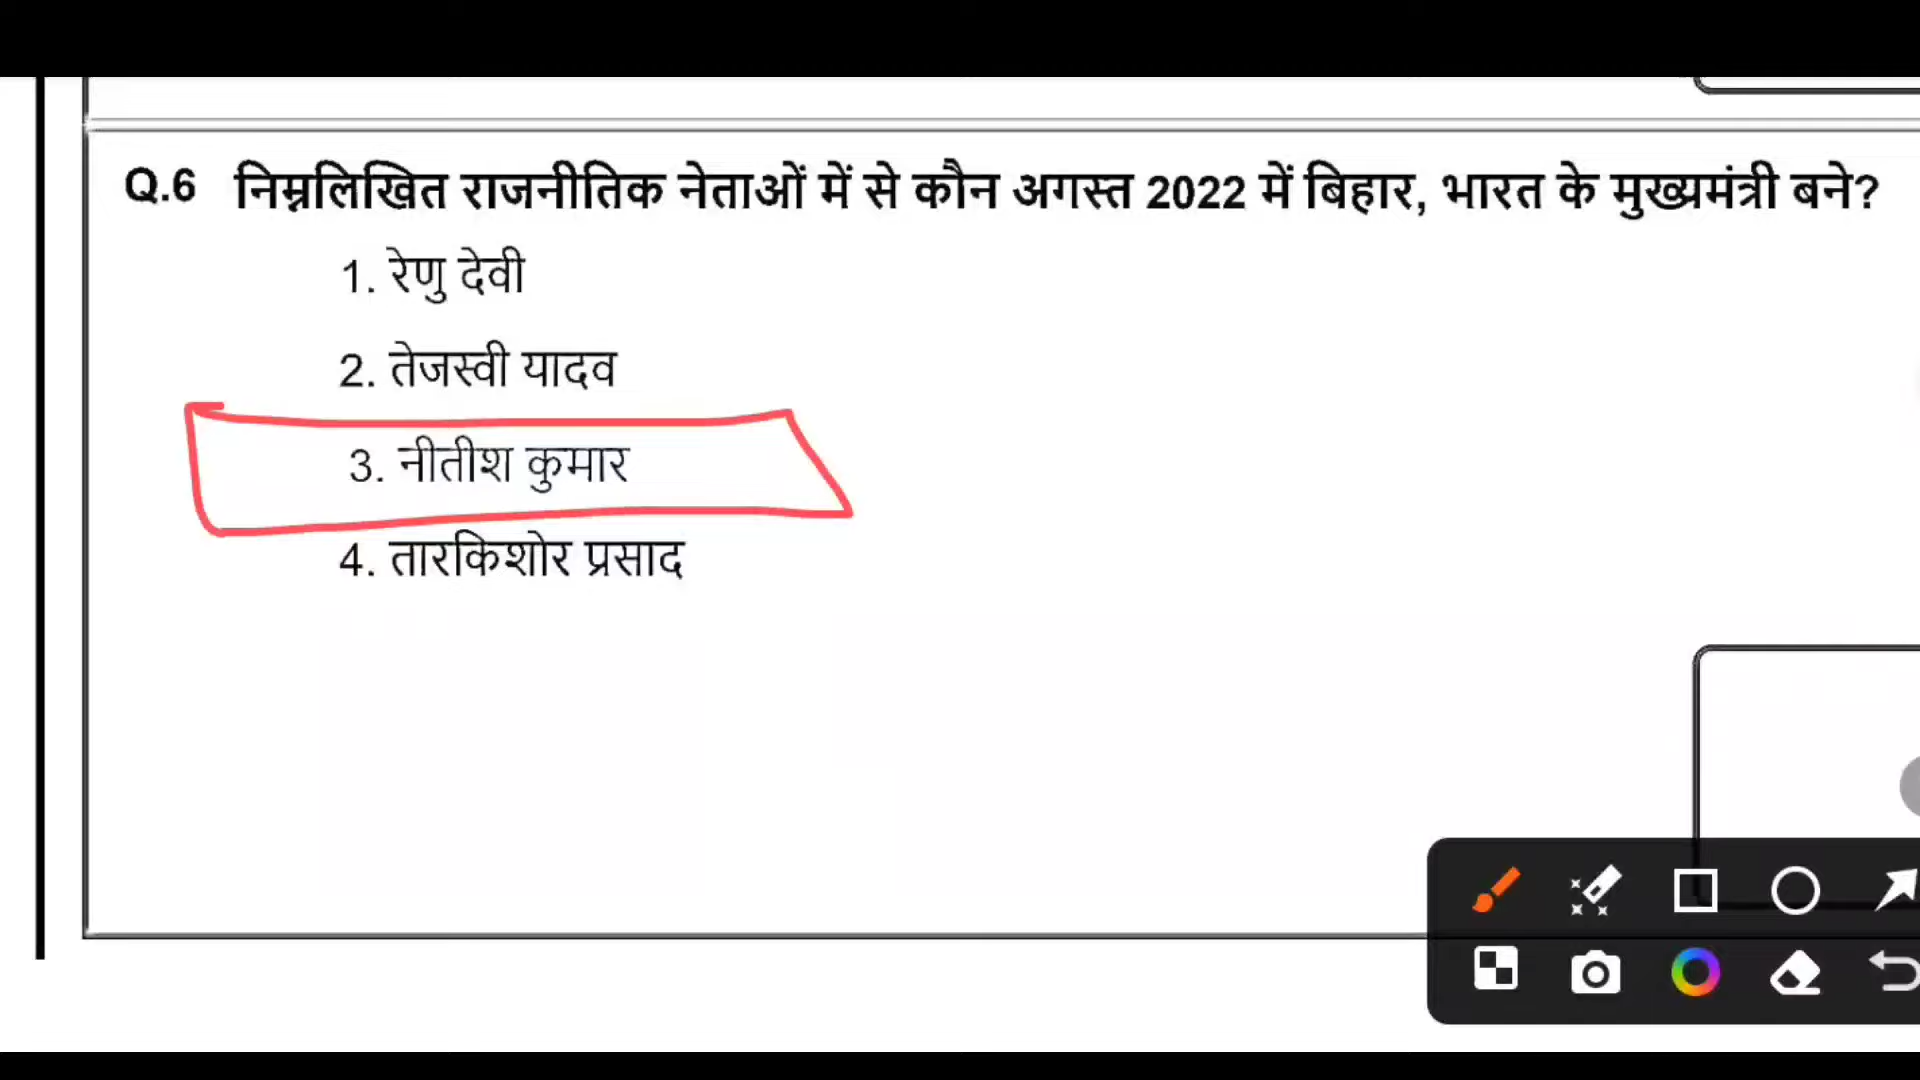 Q.6 निम्नलिखित राजनीतिक नेताओं में से कौन अगस्त 2022 में बिहार, भारत के मुख्यमंत्री बने?
1. रेणु देवी
2. तेजस्वी यादव
3. नीतीश कुमार
4. तारकिशोर प्रसाद